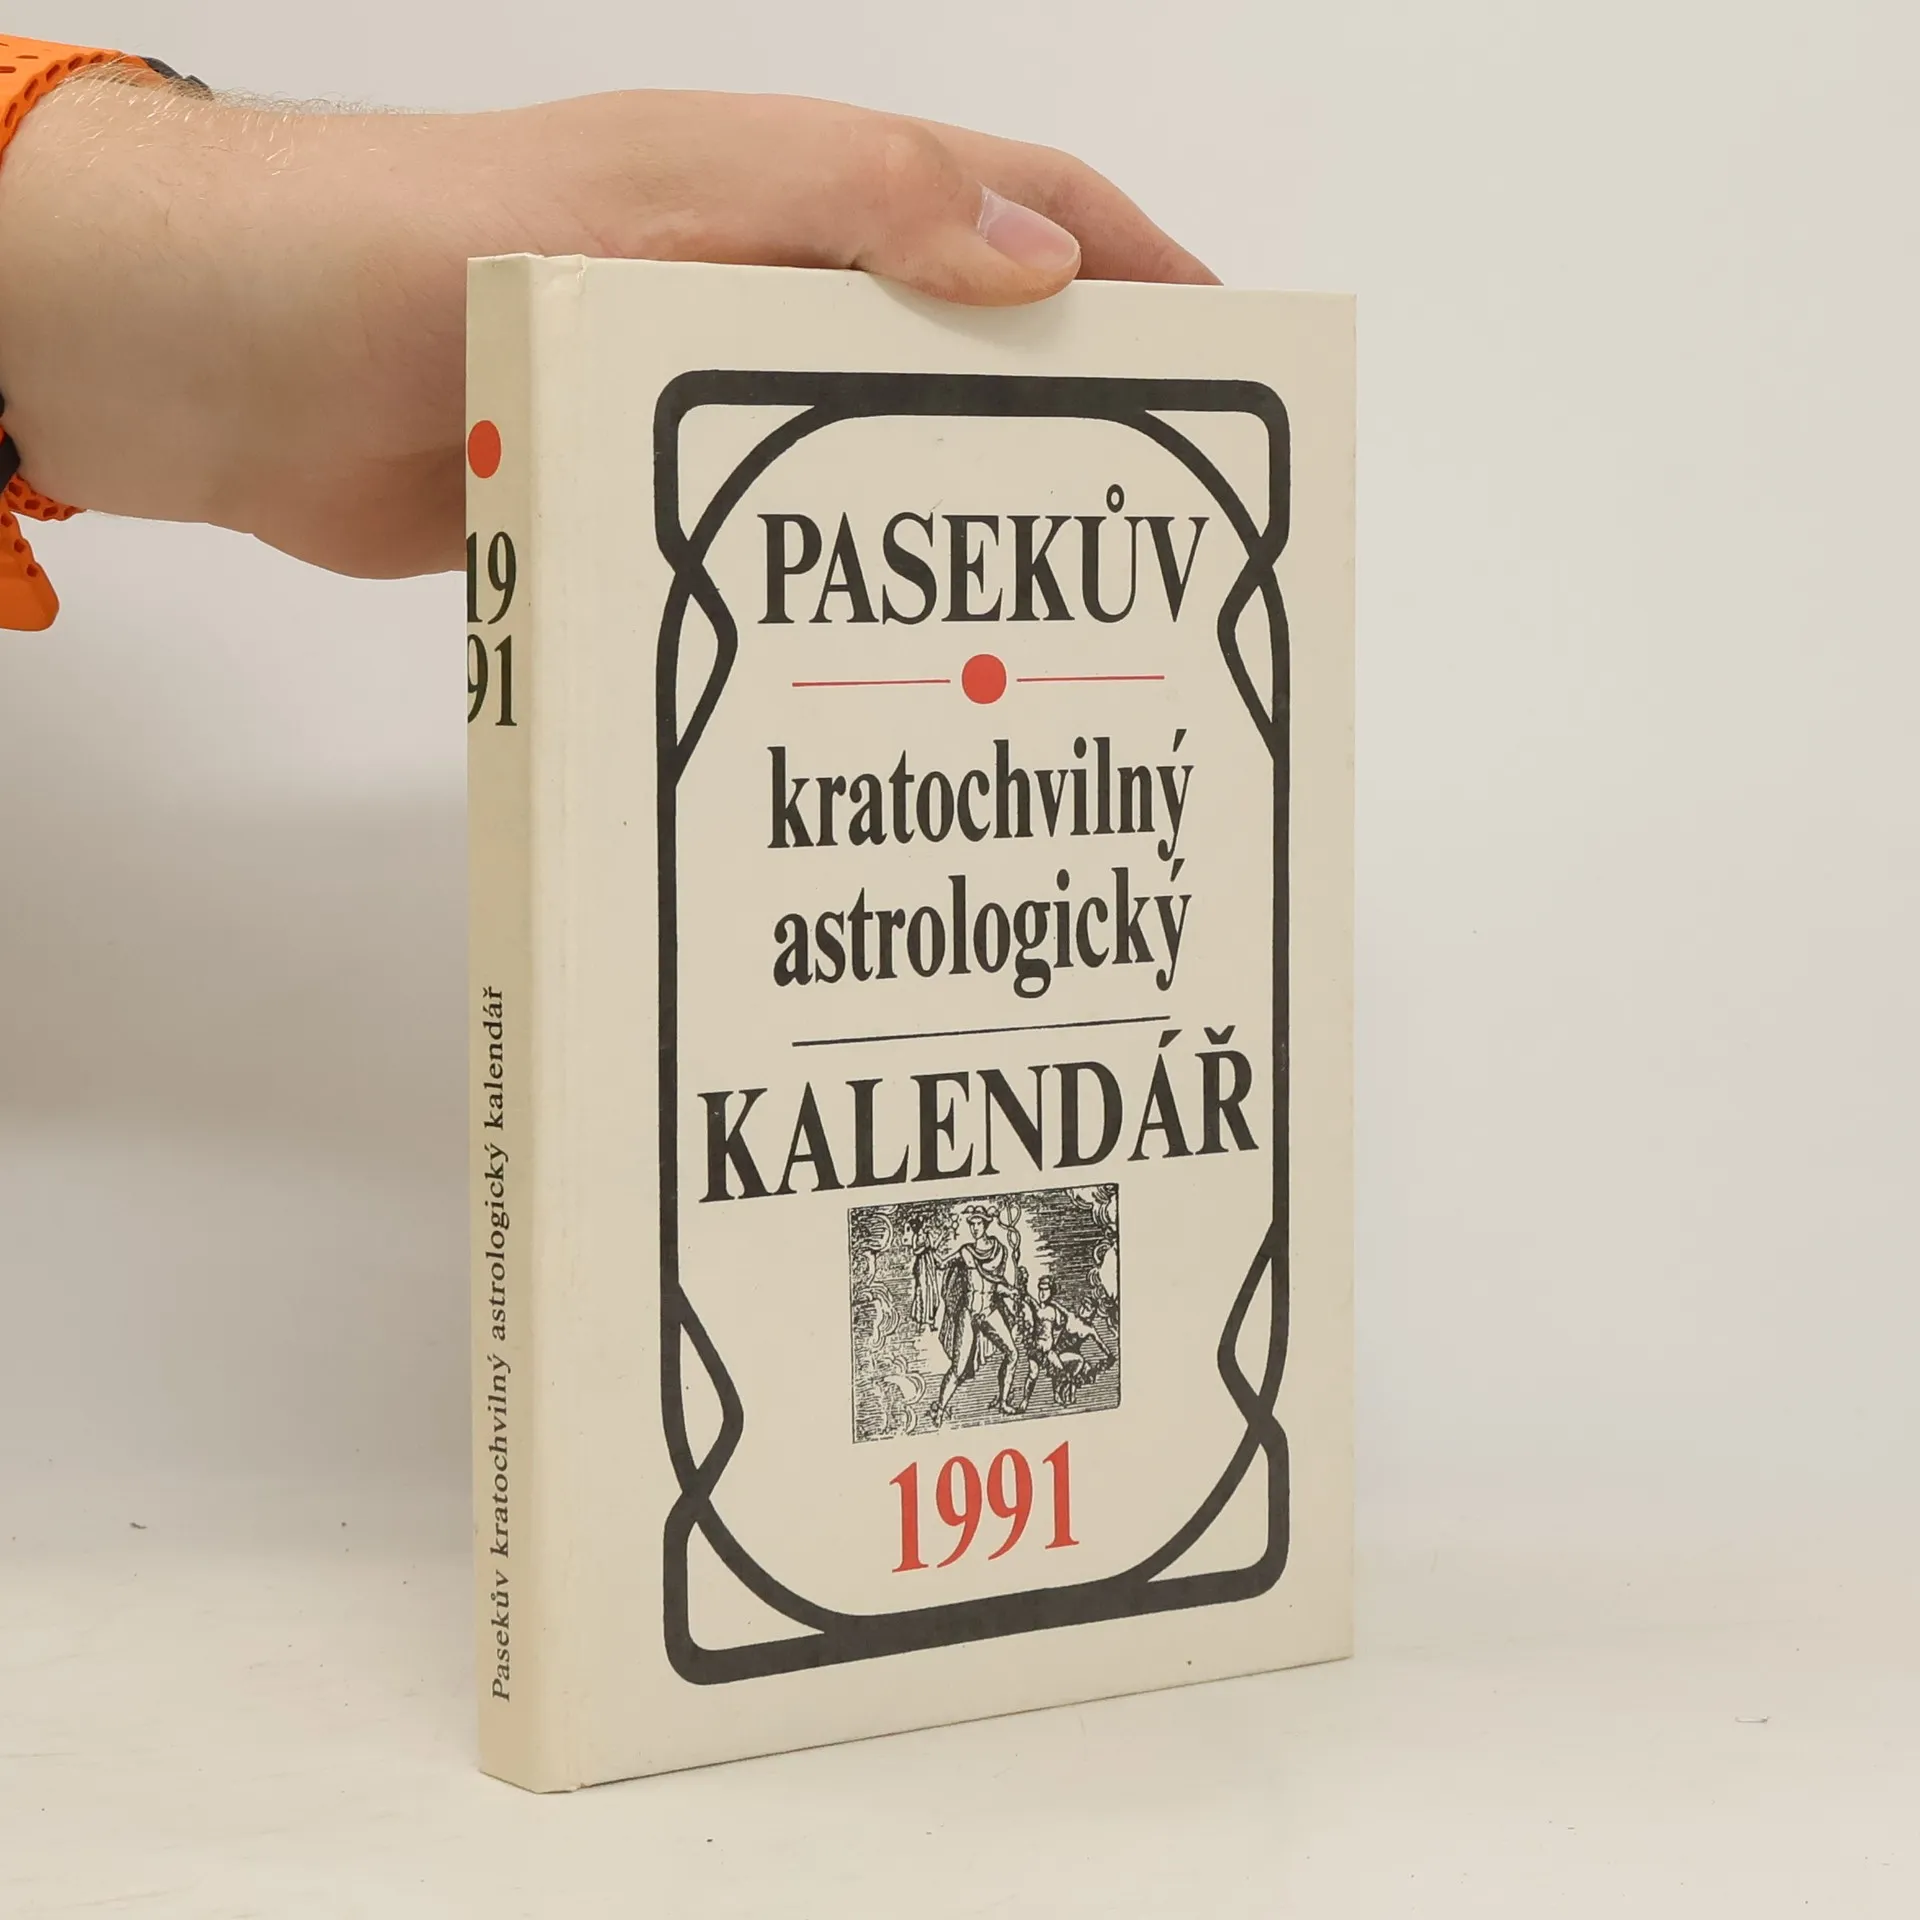 19
91
Pasekův kratochvilný astrologický kalendář
PASEKŮV
kratochvilný
astrologický
KALENDÁŘ
1991